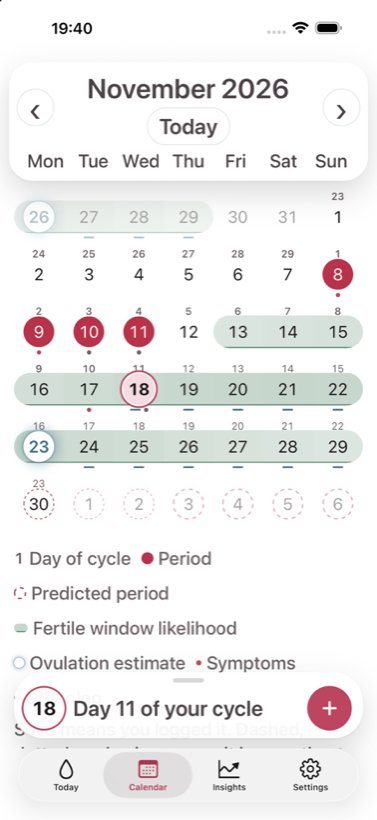 19:40
November 2026
Today
Mon Tue Wed Thu Fri Sat Sun
23
26 27 28 29 30 31 1
24 25 26 27 28 29 1
2 3 4 5 6 7 8
2 3 4 5 6 7 8
9 10 11 12 13 14 15
9 10 11 12 13 14 15
16 17 18 19 20 21 22
16 17 18 19 20 21 22
23 24 25 26 27 28 29
23
30 1 2 3 4 5 6
1 Day of cycle Period
Predicted period
Fertile window likelihood
Ovulation estimate Symptoms
18 Day 11 of your cycle +
means you logged it. Dashed,
Today Calendar Insights Settings